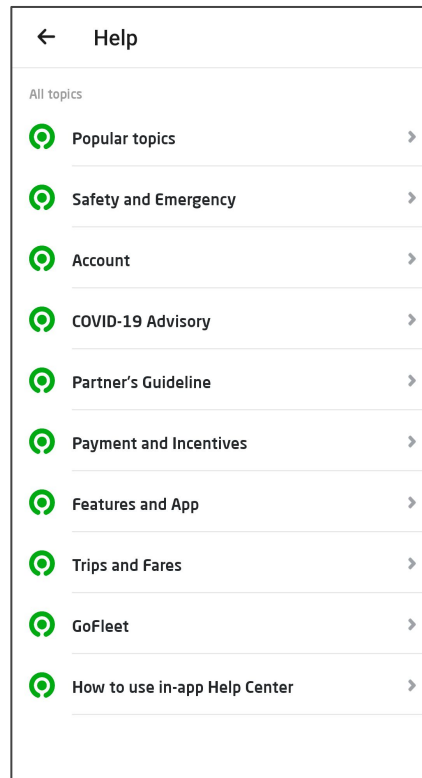 Help
All topics
Popular topics
Safety and Emergency
Account
COVID-19 Advisory
Partner's Guideline
Payment and Incentives
Features and App
Trips and Fares
GoFleet
How to use in-app Help Center